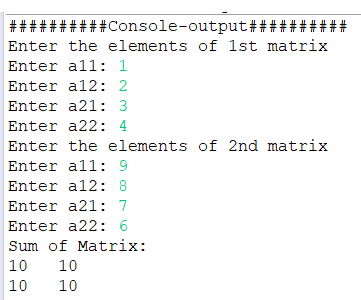 ##########Console-output##########
Enter the elements of 1st matrix
Enter a11: 1
Enter a12: 2
Enter a21: 3
Enter a22: 4
Enter the elements of 2nd matrix
Enter a11: 9
Enter a12: 8
Enter a21: 7
Enter a22: 6
Sum of Matrix:
10   10
10   10